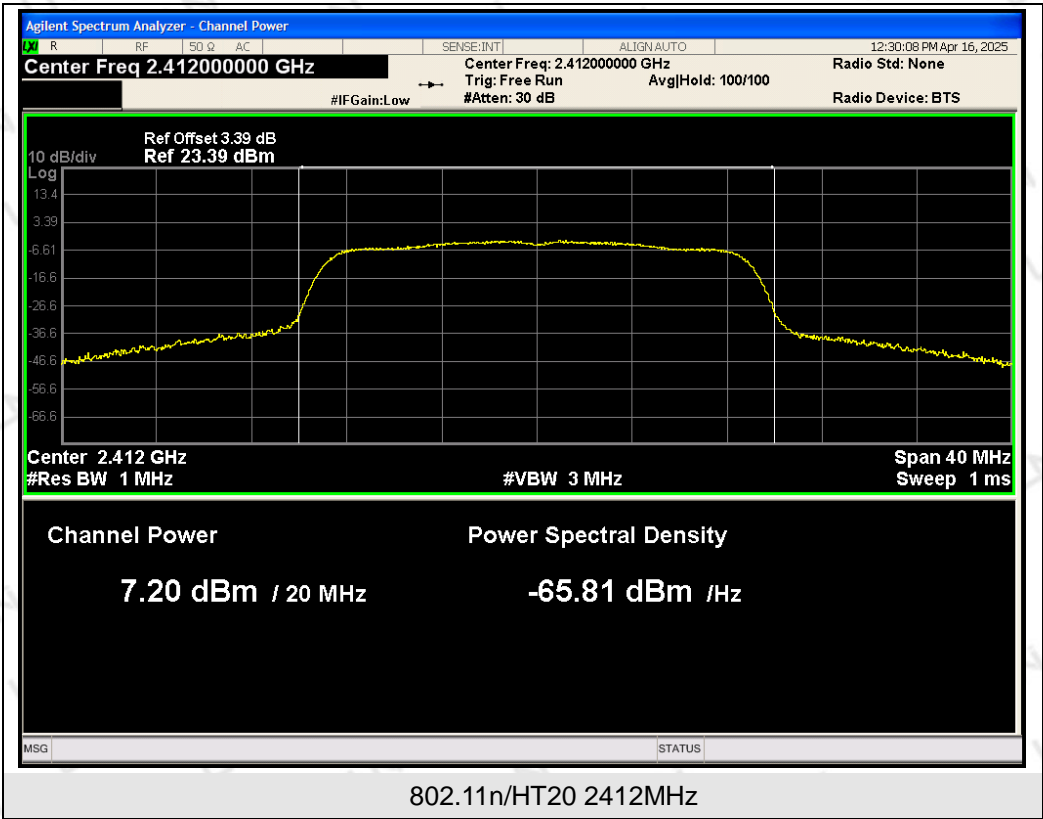 Agilent Spectrum Analyzer - Channel Power
LXI R RF 50 Ω AC SENSE:INT ALIGN AUTO 12:30:08 PM Apr 16, 2025
Center Freq 2.412000000 GHz Center Freq: 2.412000000 GHz Radio Std: None
Trig: Free Run Avg|Hold: 100/100
#IFGain:Low #Atten: 30 dB Radio Device: BTS
Ref Offset 3.39 dB
10 dB/div Ref 23.39 dBm
Log
13.4
3.39
-6.61
-16.6
-26.6
-36.6
-46.6
-56.6
-66.6
Center 2.412 GHz Span 40 MHz
#Res BW 1 MHz #VBW 3 MHz Sweep 1 ms
Channel Power Power Spectral Density
7.20 dBm / 20 MHz -65.81 dBm /Hz
MSG STATUS
802.11n/HT20 2412MHz